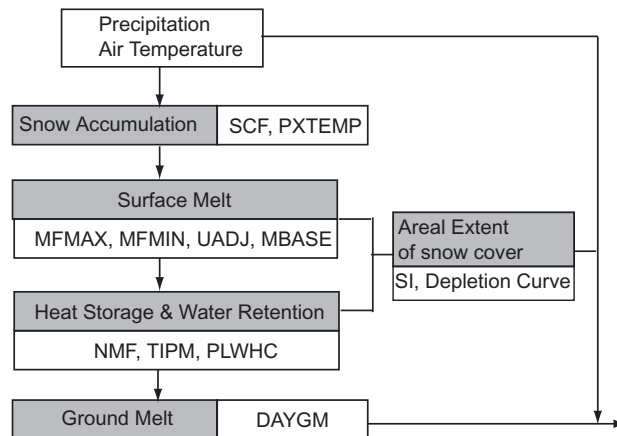 Precipitation
Air Temperature
Snow Accumulation
SCF, PXTEMP
Surface Melt
MFMAX, MFMIN, UADJ, MBASE
Areal Extent
of snow cover
SI, Depletion Curve
Heat Storage & Water Retention
NMF, TIPM, PLWHC
Ground Melt
DAYGM